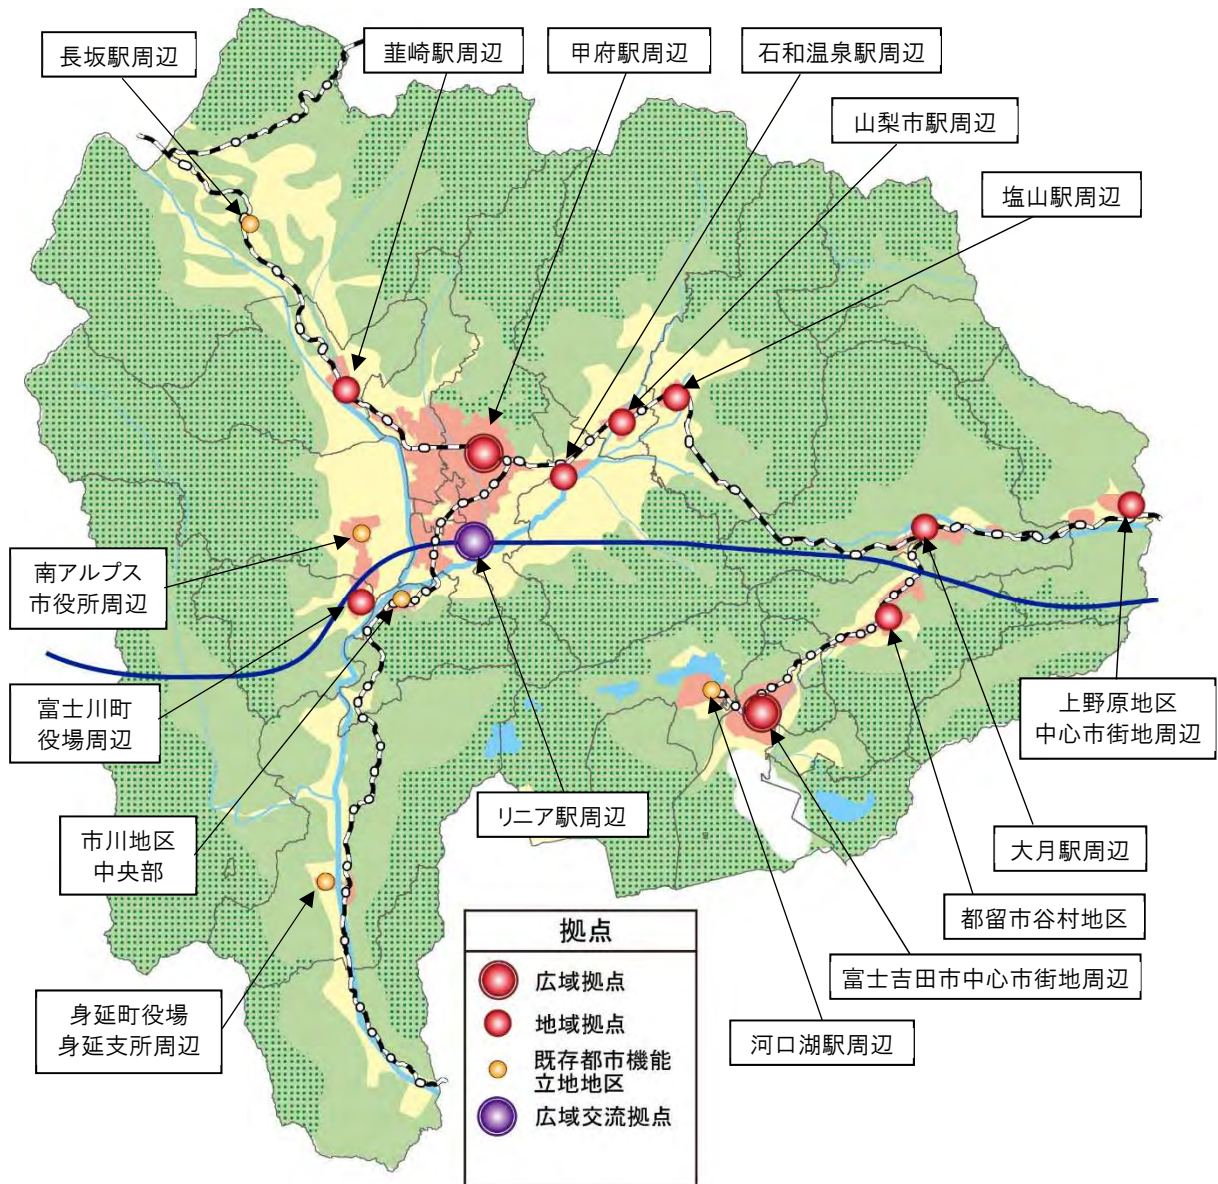 長坂駅周辺
韮崎駅周辺
甲府駅周辺
石和温泉駅周辺
山梨市駅周辺
塩山駅周辺
南アルプス
市役所周辺
富士川町
役場周辺
市川地区
中央部
身延町役場
身延支所周辺
リニア駅周辺
上野原地区
中心市街地周辺
大月駅周辺
都留市谷村地区
富士吉田市中心市街地周辺
河口湖駅周辺
拠点
広域拠点
地域拠点
既存都市機能
立地地区
広域交流拠点